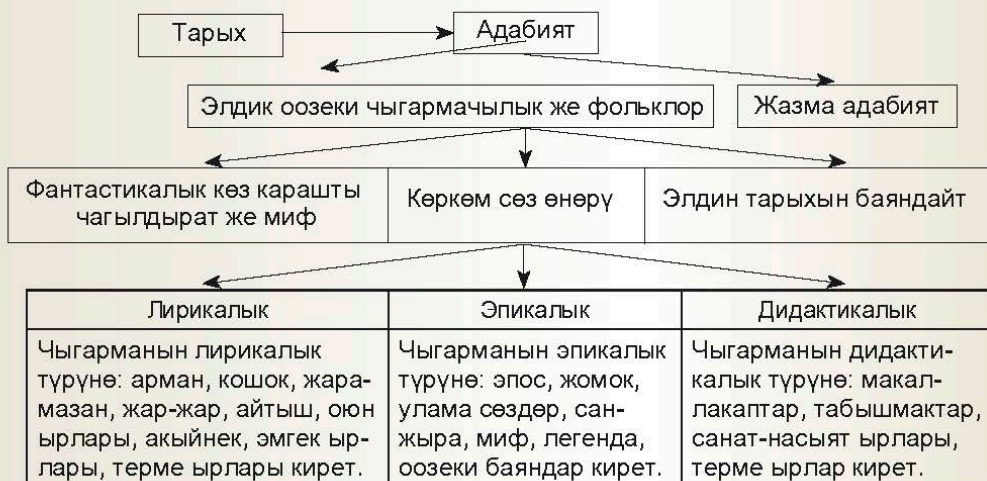 Тарых
Адабият
Элдик оозеки чыгармачылык же фольклор
Жазма адабият
Фантастикалык көз карашты
чагылдырат же миф
Көркөм сөз өнөрү
Элдин тарыхын баяндайт
Лирикалык
Чыгарманын лирикалык
түрүнө: арман, кошок, жара-
мазан, жар-жар, айтыш, оюн
ырлары, акыйнек, эмгек ыр-
лары, терме ырлары кирет.
Эпикалык
Чыгарманын эпикалык
түрүнө: эпос, жомок,
улама сөздөр, сан-
жыра, миф, легенда,
оозеки баяндар кирет.
Дидактикалык
Чыгарманын дидакти-
калык түрүнө: макал-
лакаптар, табышмактар,
санат-насыят ырлары,
терме ырлар кирет.